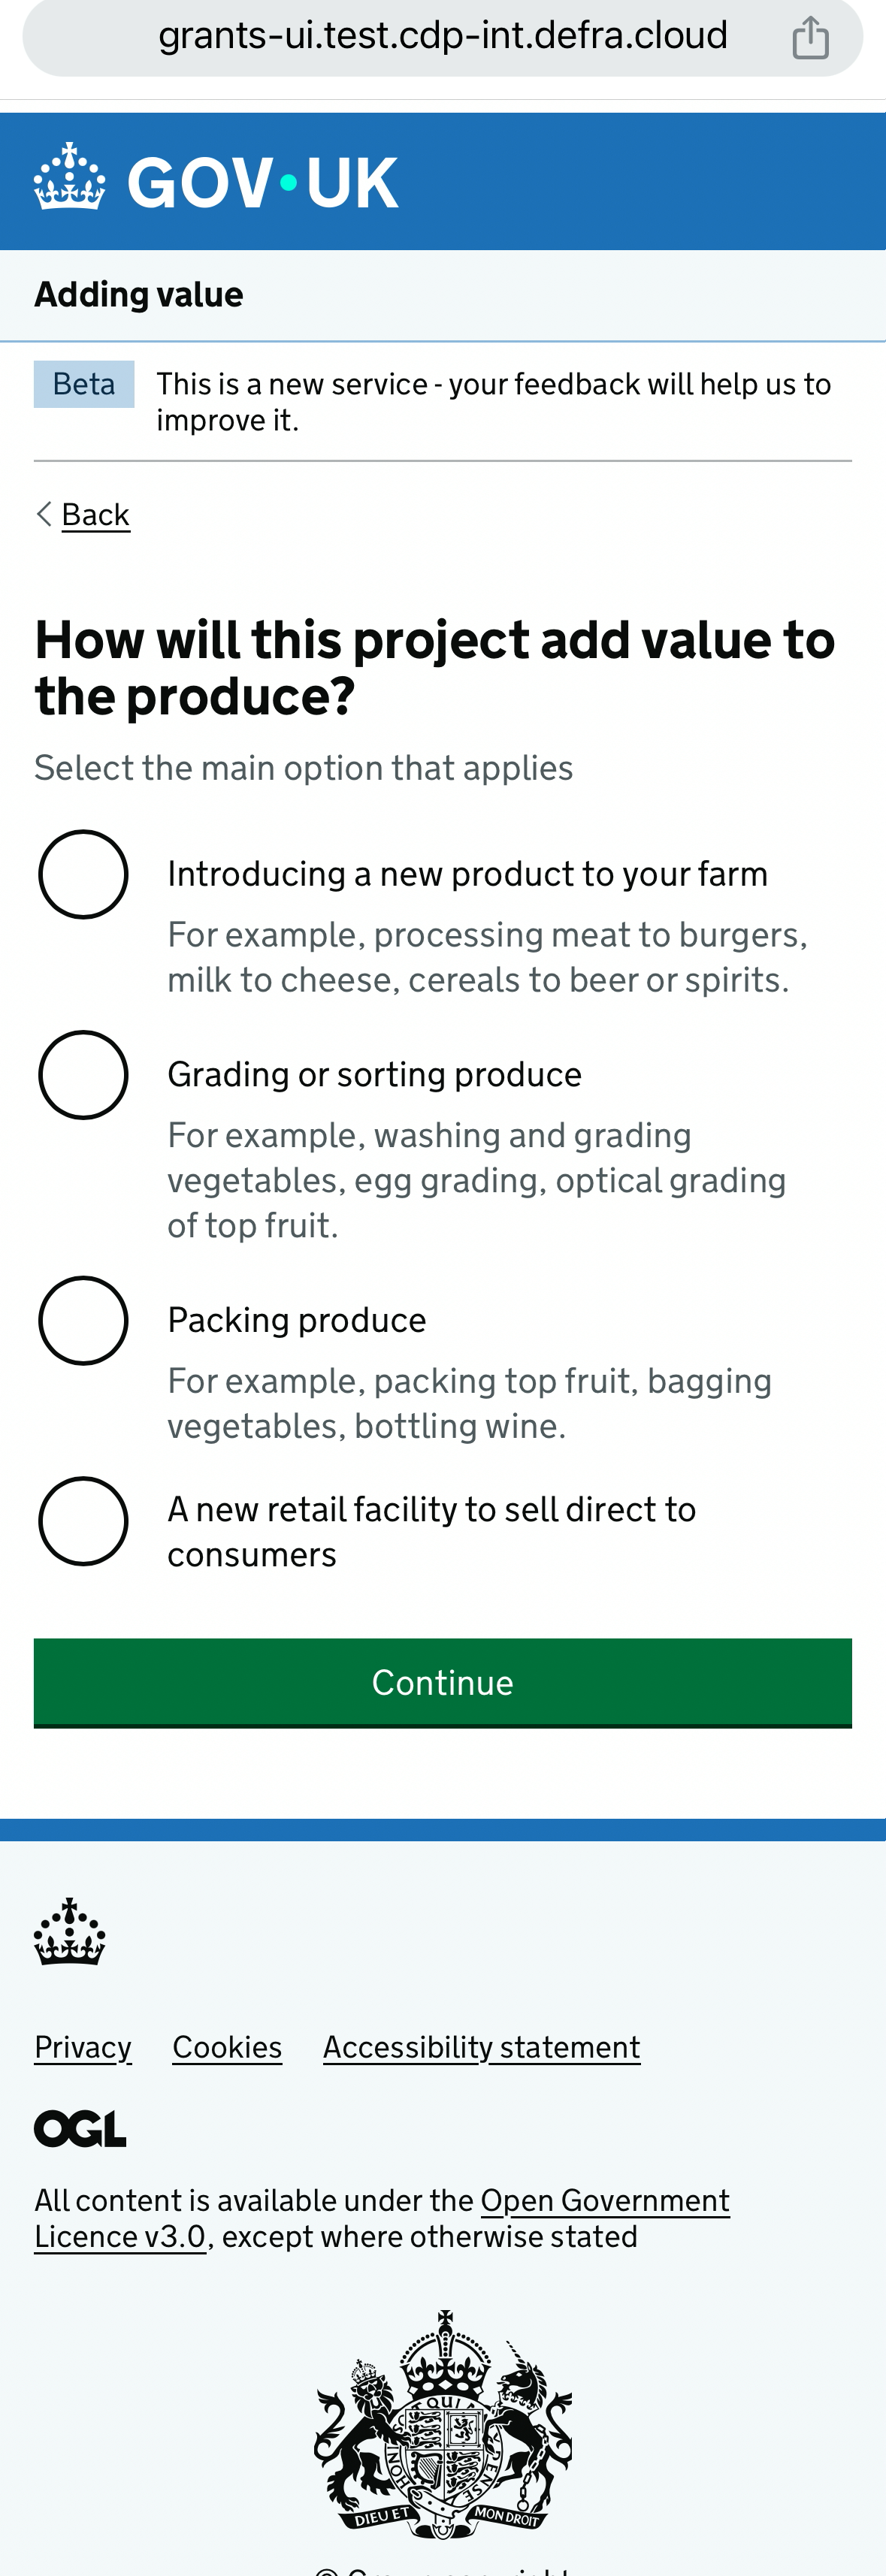 grants-ui.test.cdp-int.defra.cloud
GOV·UK
Adding value
Beta
This is a new service - your feedback will help us to
improve it.
Back
How will this project add value to
the produce?
Select the main option that applies
Introducing a new product to your farm
For example, processing meat to burgers,
milk to cheese, cereals to beer or spirits.
Grading or sorting produce
For example, washing and grading
vegetables, egg grading, optical grading
of top fruit.
Packing produce
For example, packing top fruit, bagging
vegetables, bottling wine.
A new retail facility to sell direct to
consumers
Continue
Privacy Cookies Accessibility statement
OGL
All content is available under the Open Government
Licence v3.0, except where otherwise stated
DIEU ET MON DROIT